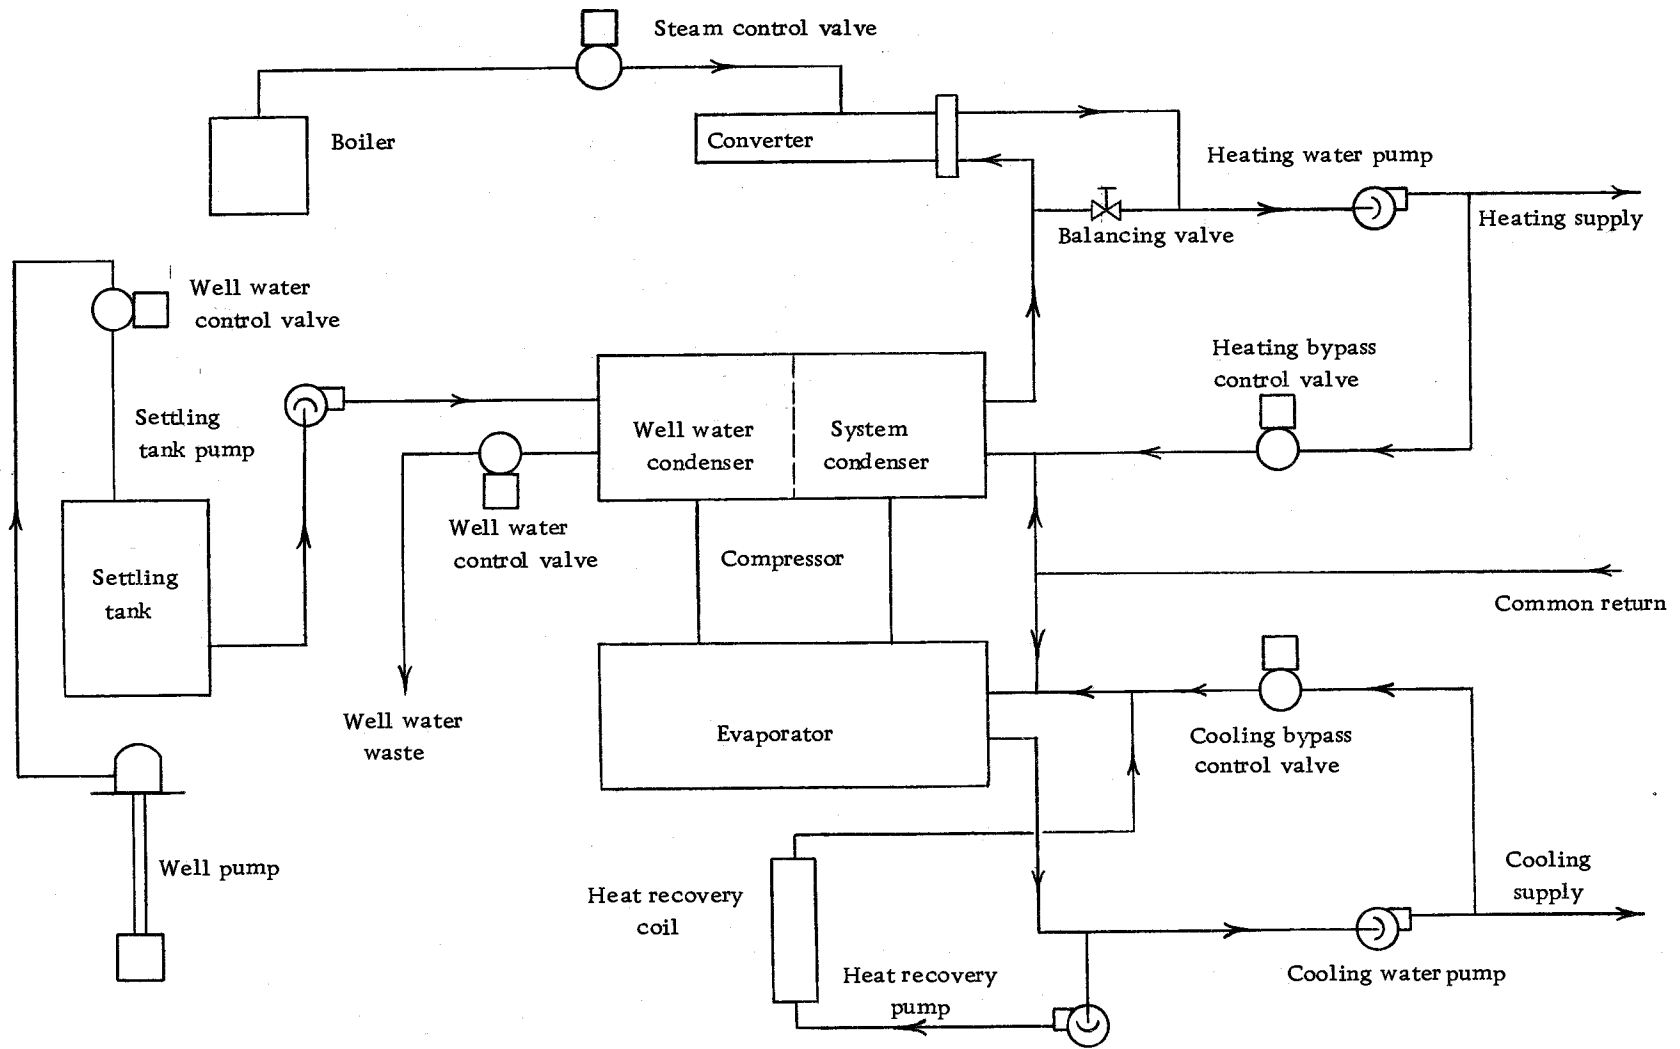 Steam control valve
Boiler
Converter
Heating water pump
Heating supply
Balancing valve
Well water
control valve
Heating bypass
control valve
Settling
tank pump
Well water
condenser
System
condenser
Well water
control valve
Compressor
Settling
tank
Common return
Well water
waste
Evaporator
Cooling bypass
control valve
Well pump
Cooling
supply
Heat recovery
coil
Heat recovery
pump
Cooling water pump